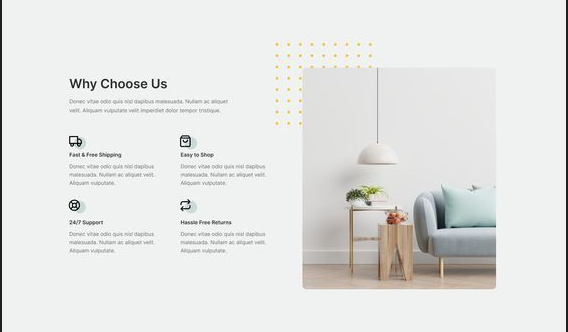 Why Choose Us
Donec vitae odio quis nisl dapibus malesuada. Nullam ac aliquet
velit. Aliquam vulputate velit imperdiet dolor tempor tristique.
Fast & Free Shipping
Donec vitae odio quis nisl dapibus
malesuada. Nullam ac aliquet velit.
Aliquam vulputate.
Easy to Shop
Donec vitae odio quis nisl dapibus
malesuada. Nullam ac aliquet velit.
Aliquam vulputate.
24/7 Support
Donec vitae odio quis nisl dapibus
malesuada. Nullam ac aliquet velit.
Aliquam vulputate.
Hassle Free Returns
Donec vitae odio quis nisl dapibus
malesuada. Nullam ac aliquet velit.
Aliquam vulputate.